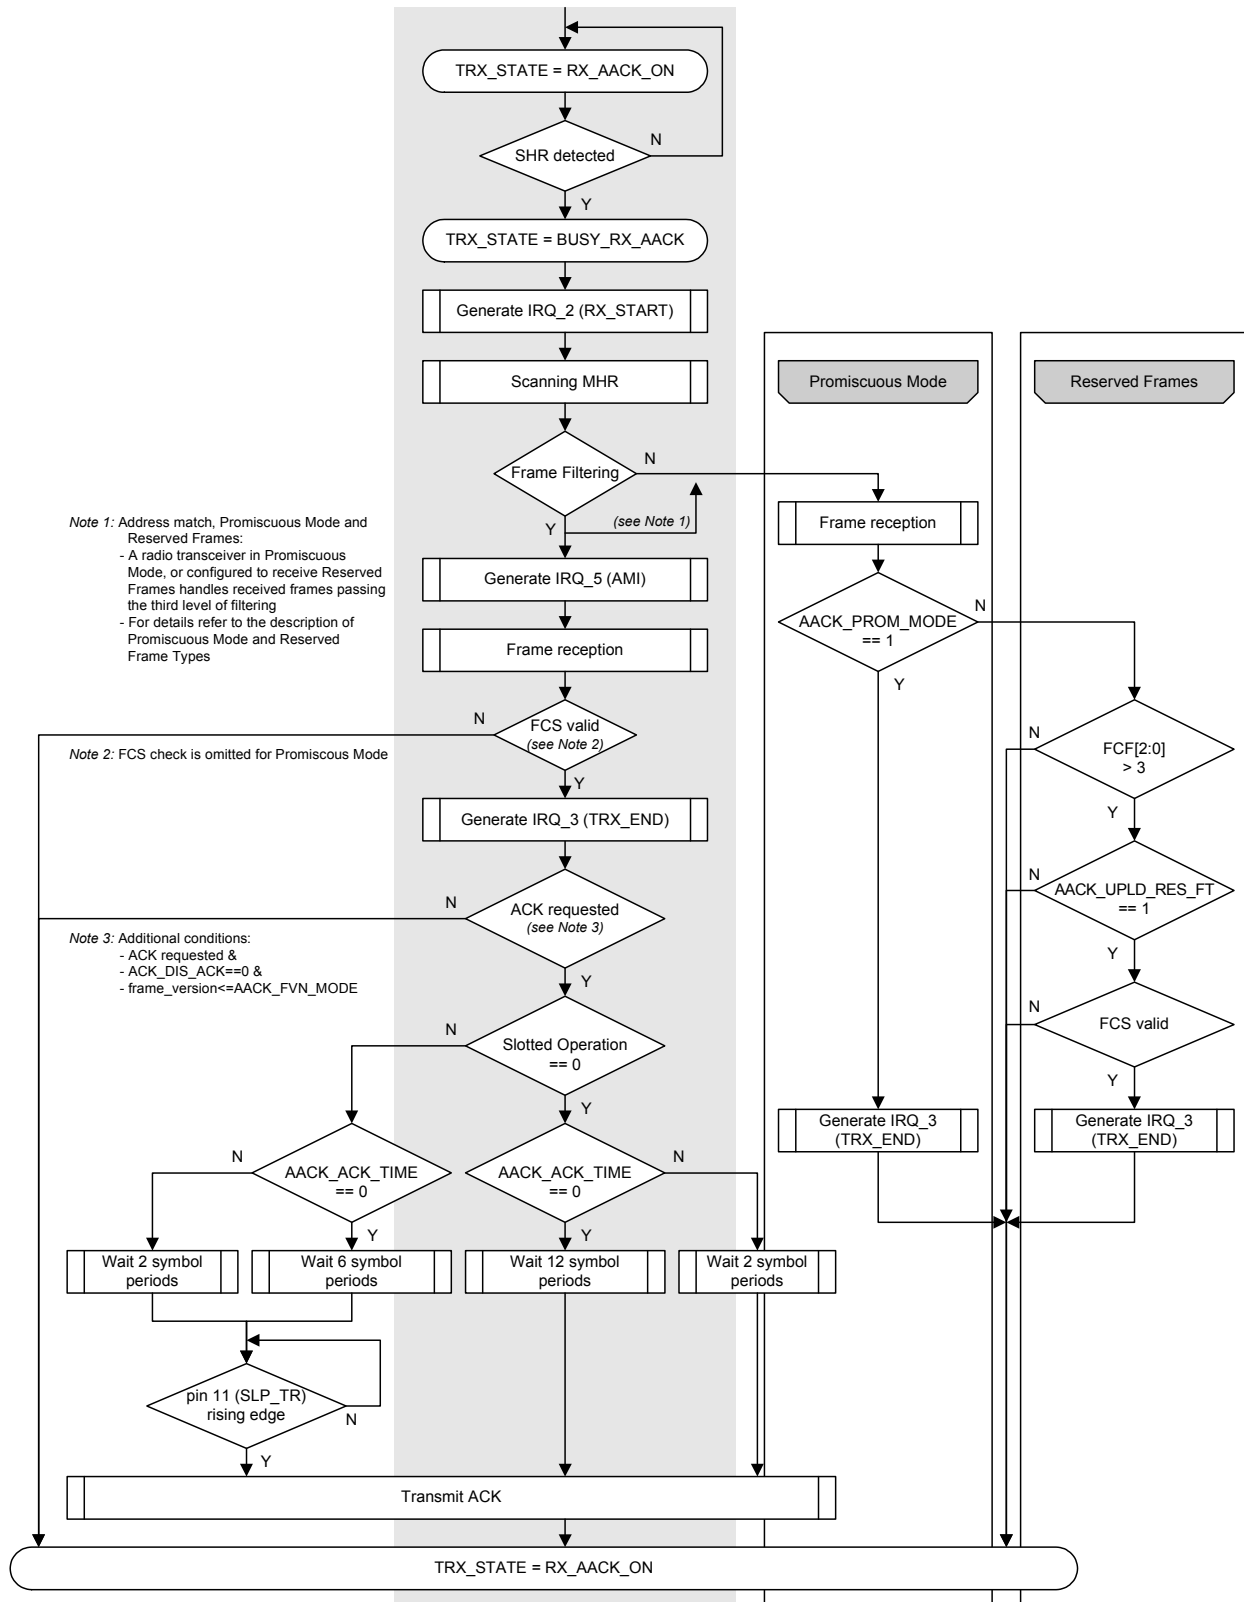 TRX_STATE = RX_AACK_ON
SHR detected
N
Y
TRX_STATE = BUSY_RX_AACK
Generate IRQ_2 (RX_START)
Scanning MHR
Promiscuous Mode
Reserved Frames
Frame Filtering
N
Y
(see Note 1)
Note 1: Address match, Promiscuous Mode and
Reserved Frames:
- A radio transceiver in Promiscuous
Mode, or configured to receive Reserved
Frames handles received frames passing
the third level of filtering
- For details refer to the description of
Promiscuous Mode and Reserved
Frame Types
Frame reception
Generate IRQ_5 (AMI)
AACK_PROM_MODE
== 1
N
Y
Frame reception
FCS valid
(see Note 2)
N
Y
Note 2: FCS check is omitted for Promiscous Mode
FCF[2:0]
> 3
N
Y
Generate IRQ_3 (TRX_END)
ACK requested
(see Note 3)
N
Y
AACK_UPLD_RES_FT
== 1
N
Y
Note 3: Additional conditions:
- ACK requested &
- ACK_DIS_ACK==0 &
- frame_version<=AACK_FVN_MODE
FCS valid
N
Y
Slotted Operation
== 0
N
Y
Generate IRQ_3
(TRX_END)
Generate IRQ_3
(TRX_END)
AACK_ACK_TIME
== 0
N
Y
AACK_ACK_TIME
== 0
N
Y
Wait 2 symbol
periods
Wait 6 symbol
periods
Wait 12 symbol
periods
Wait 2 symbol
periods
pin 11 (SLP_TR)
rising edge
N
Y
Transmit ACK
TRX_STATE = RX_AACK_ON